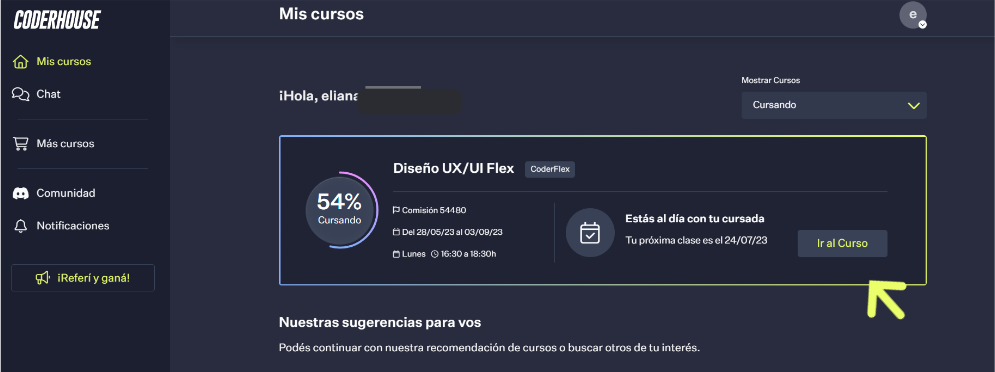 CODERHOUSE
Mis cursos
Chat
Más cursos
Comunidad
Notificaciones
¡Referí y ganá!
Mis cursos
e
¡Hola, eliana
Mostrar Cursos
Cursando
54%
Cursando
Diseño UX/UI Flex CoderFlex
Comisión 54480
Del 28/05/23 al 03/09/23
Lunes 16:30 a 18:30h
Estás al día con tu cursada
Tu próxima clase es el 24/07/23
Ir al Curso
Nuestras sugerencias para vos
Podés continuar con nuestra recomendación de cursos o buscar otros de tu interés.